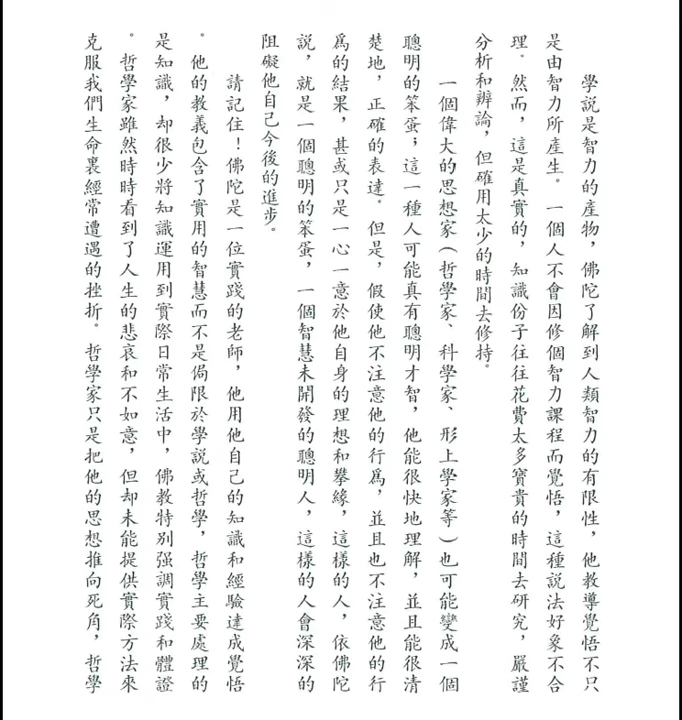 學說是智力的產物，佛陀了解到人類智力的有限性，他教導覺悟不只
是由智力所產生。一個人不會因修個智力課程而覺悟，這種說法好象不合
理．然而，這是真實的，知識份子往往花費太多寶貴的時間去研究，嚴謹
分析和辨論，但確用太少的時間去修持。
一個偉大的思想家（哲學家、科學家、形上學家等）也可能變成一個
聰明的笨蛋；這一種人可能真有聰明才智，他能很快地理解，並且能很清
楚地，正確的表達。但是，假使他不注意他的行爲，並且也不注意他的行
爲的結果，甚或只是一心一意於他自身的理想和攀緣，這樣的人，依佛陀
説，就是一個聰明的笨蛋，一個智慧未開發的聰明人，這樣的人會深深的
阻礙他自己今後的進步。
請記住！佛陀是一位實踐的老師，他用他自己的知識和經驗達成覺悟
。他的教義包含了實用的智慧而不是侷限於學說或哲學，哲學主要處理的
是知識，却很少將知識運用到實際日常生活中，佛教特別强調實踐和體證
。哲學家雖然時時看到了人生的悲哀和不如意，但却未能提供實際方法來
克服我們生命裏經常遭遇的挫折。哲學家只是把他的思想推向死角，哲學